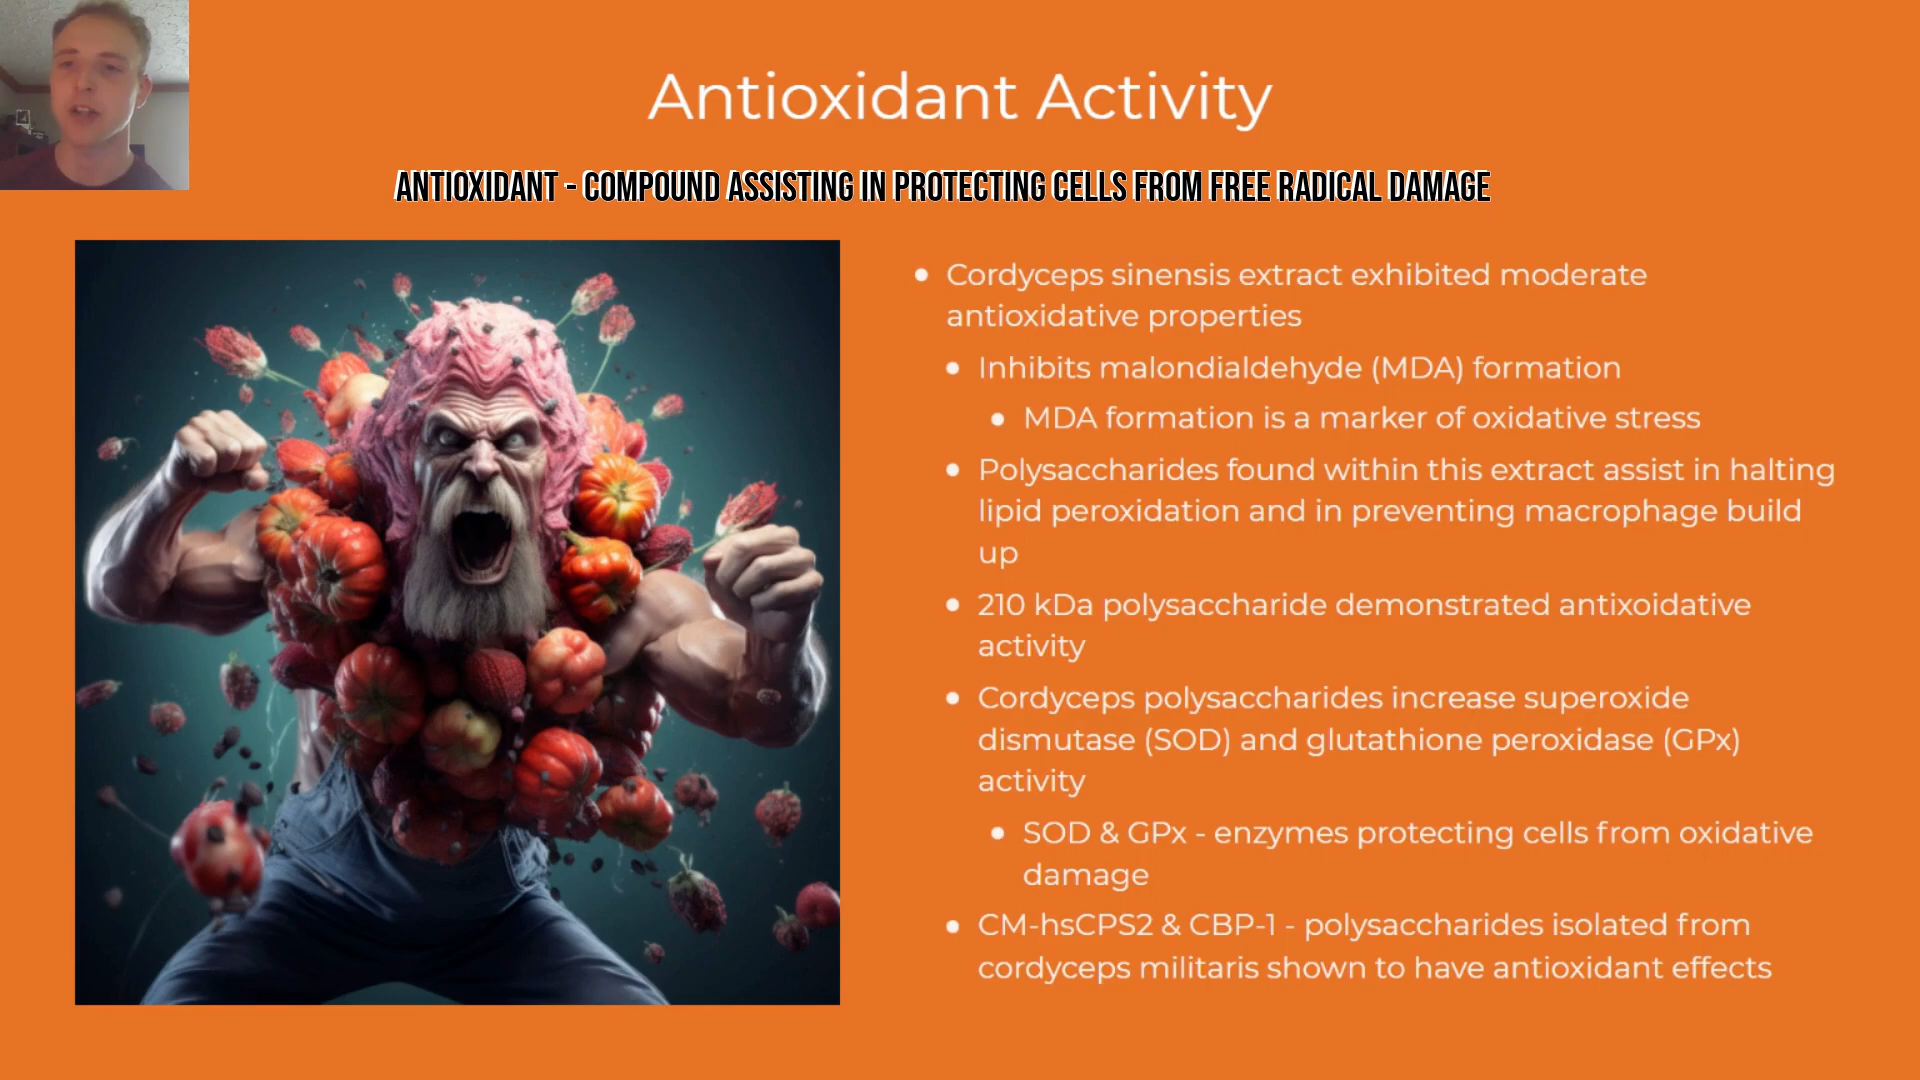 Antioxidant Activity
ANTIOXIDANT - COMPOUND ASSISTING IN PROTECTING CELLS FROM FREE RADICAL DAMAGE
• Cordyceps sinensis extract exhibited moderate
antioxidative properties
• Inhibits malondialdehyde (MDA) formation
• MDA formation is a marker of oxidative stress
• Polysaccharides found within this extract assist in halting
lipid peroxidation and in preventing macrophage build
up
• 210 kDa polysaccharide demonstrated antixoidative
activity
• Cordyceps polysaccharides increase superoxide
dismutase (SOD) and glutathione peroxidase (GPx)
activity
• SOD & GPx - enzymes protecting cells from oxidative
damage
• CM-hsCPS2 & CBP-1 - polysaccharides isolated from
cordyceps militaris shown to have antioxidant effects